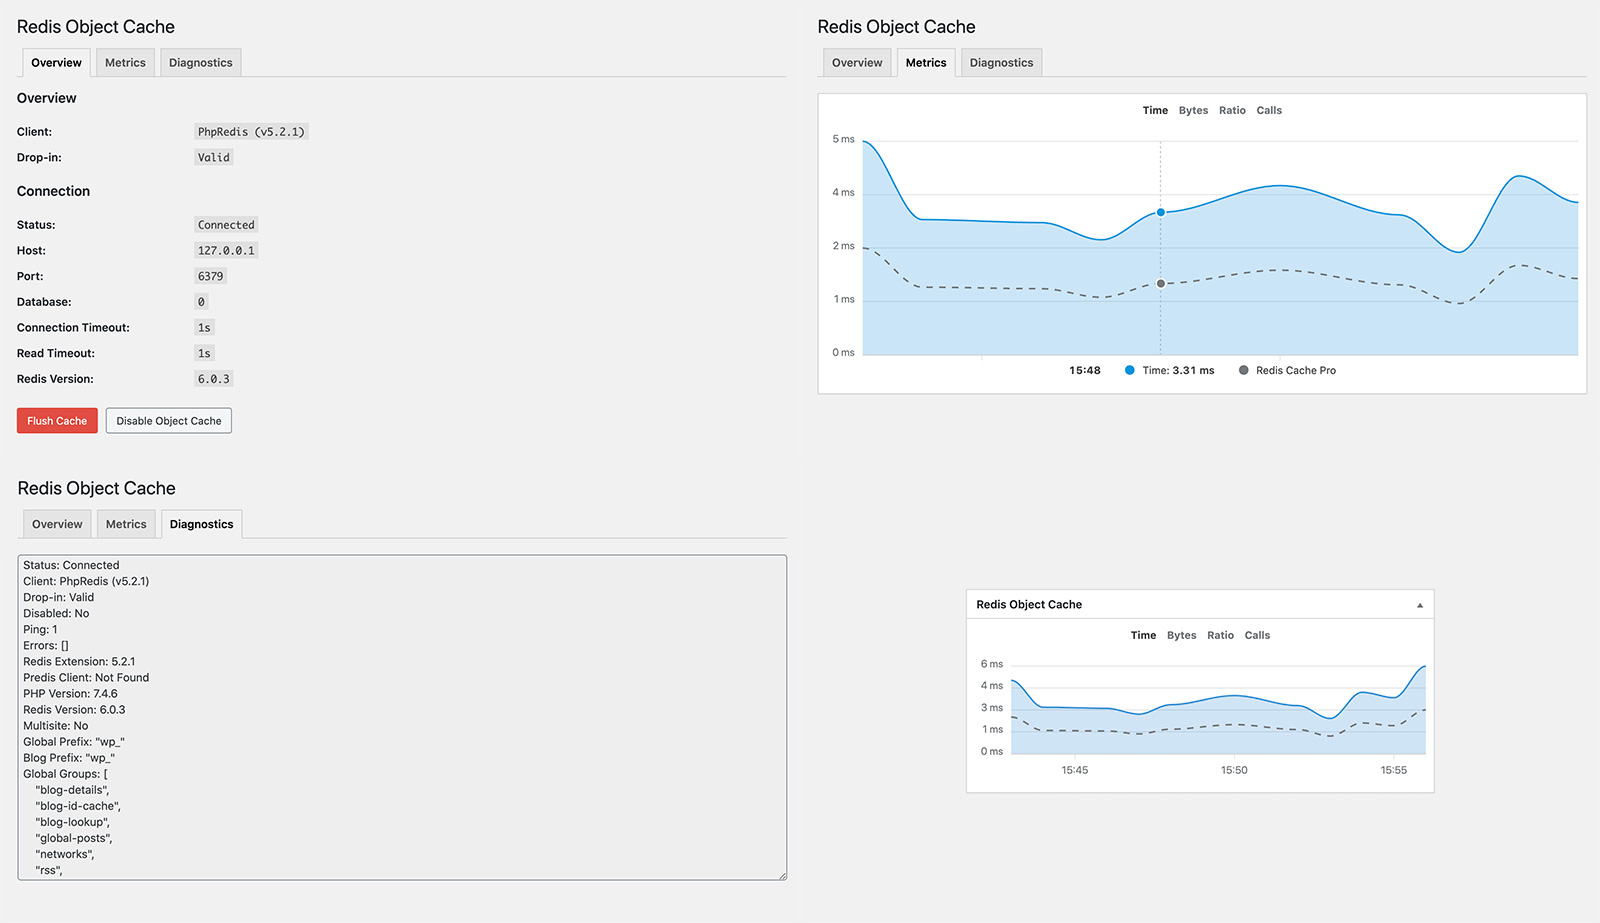 Redis Object Cache
Overview Metrics Diagnostics
Overview
Client: PhpRedis (v5.2.1)
Drop-in: Valid
Connection
Status: Connected
Host: 127.0.0.1
Port: 6379
Database: 0
Connection Timeout: 1s
Read Timeout: 1s
Redis Version: 6.0.3
Flush Cache Disable Object Cache
Redis Object Cache
Overview Metrics Diagnostics
Time Bytes Ratio Calls
5 ms
4 ms
2 ms
1 ms
0 ms
15:48 Time: 3.31 ms Redis Cache Pro
Redis Object Cache
Overview Metrics Diagnostics
Status: Connected
Client: PhpRedis (v5.2.1)
Drop-in: Valid
Disabled: No
Ping: 1
Errors: []
Redis Extension: 5.2.1
Predis Client: Not Found
PHP Version: 7.4.6
Redis Version: 6.0.3
Multisite: No
Global Prefix: "wp_"
Blog Prefix: "wp_"
Global Groups: [
"blog-details",
"blog-id-cache",
"blog-lookup",
"global-posts",
"networks",
"rss",
Redis Object Cache
Time Bytes Ratio Calls
6 ms
4 ms
3 ms
1 ms
0 ms
15:45 15:50 15:55